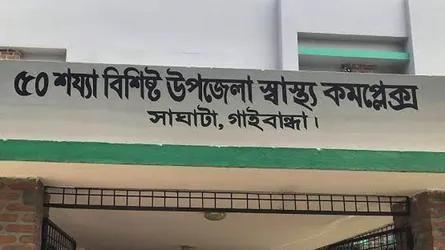 ৫০ শয্যা বিশিষ্ট উপজেলা স্বাস্থ্য কমপ্লেক্স
সাঘাটা, গাইবান্ধা।